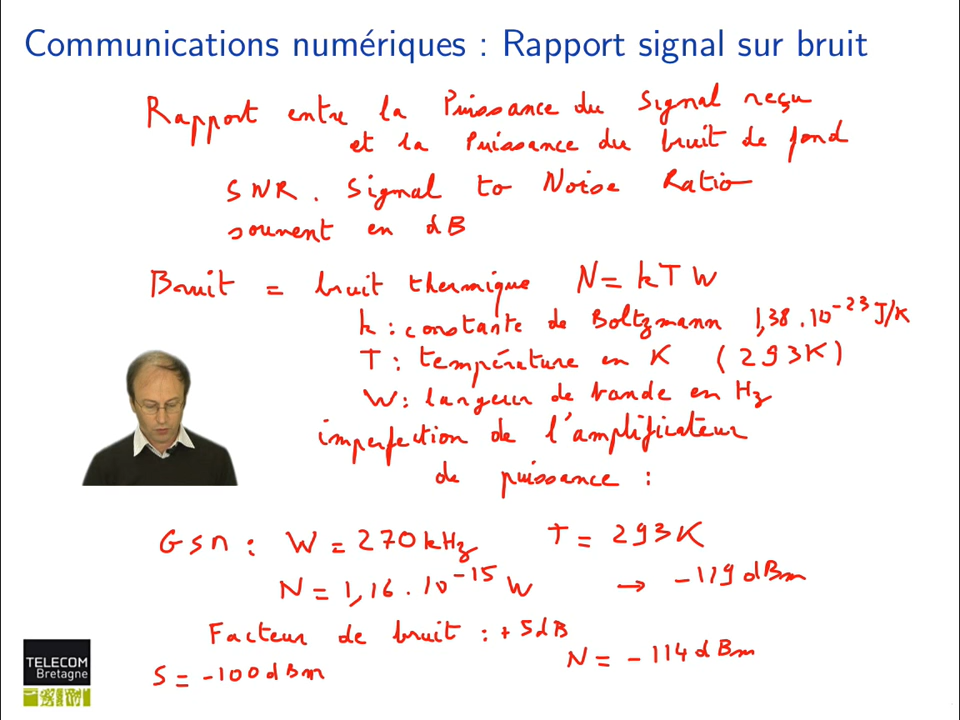 Communications numériques : Rapport signal sur bruit
Rapport entre la Puissance du Signal reçu
et la Puissance du bruit de fond
SNR. Signal to Noise Ratio
souvent en dB
Bruit = bruit thermique N = kTW
k : constante de Boltzmann 1,38.10^-23 J/K
T : température en K (293K)
W : largeur de bande en Hz
imperfection de l'amplificateur
de puissance :
GSM : W = 270 kHz T = 293K
N = 1,16.10^-15 W → -119 dBm
Facteur de bruit : +5dB
N = -114 dBm
S = -100 dBm
TELECOM
Bretagne